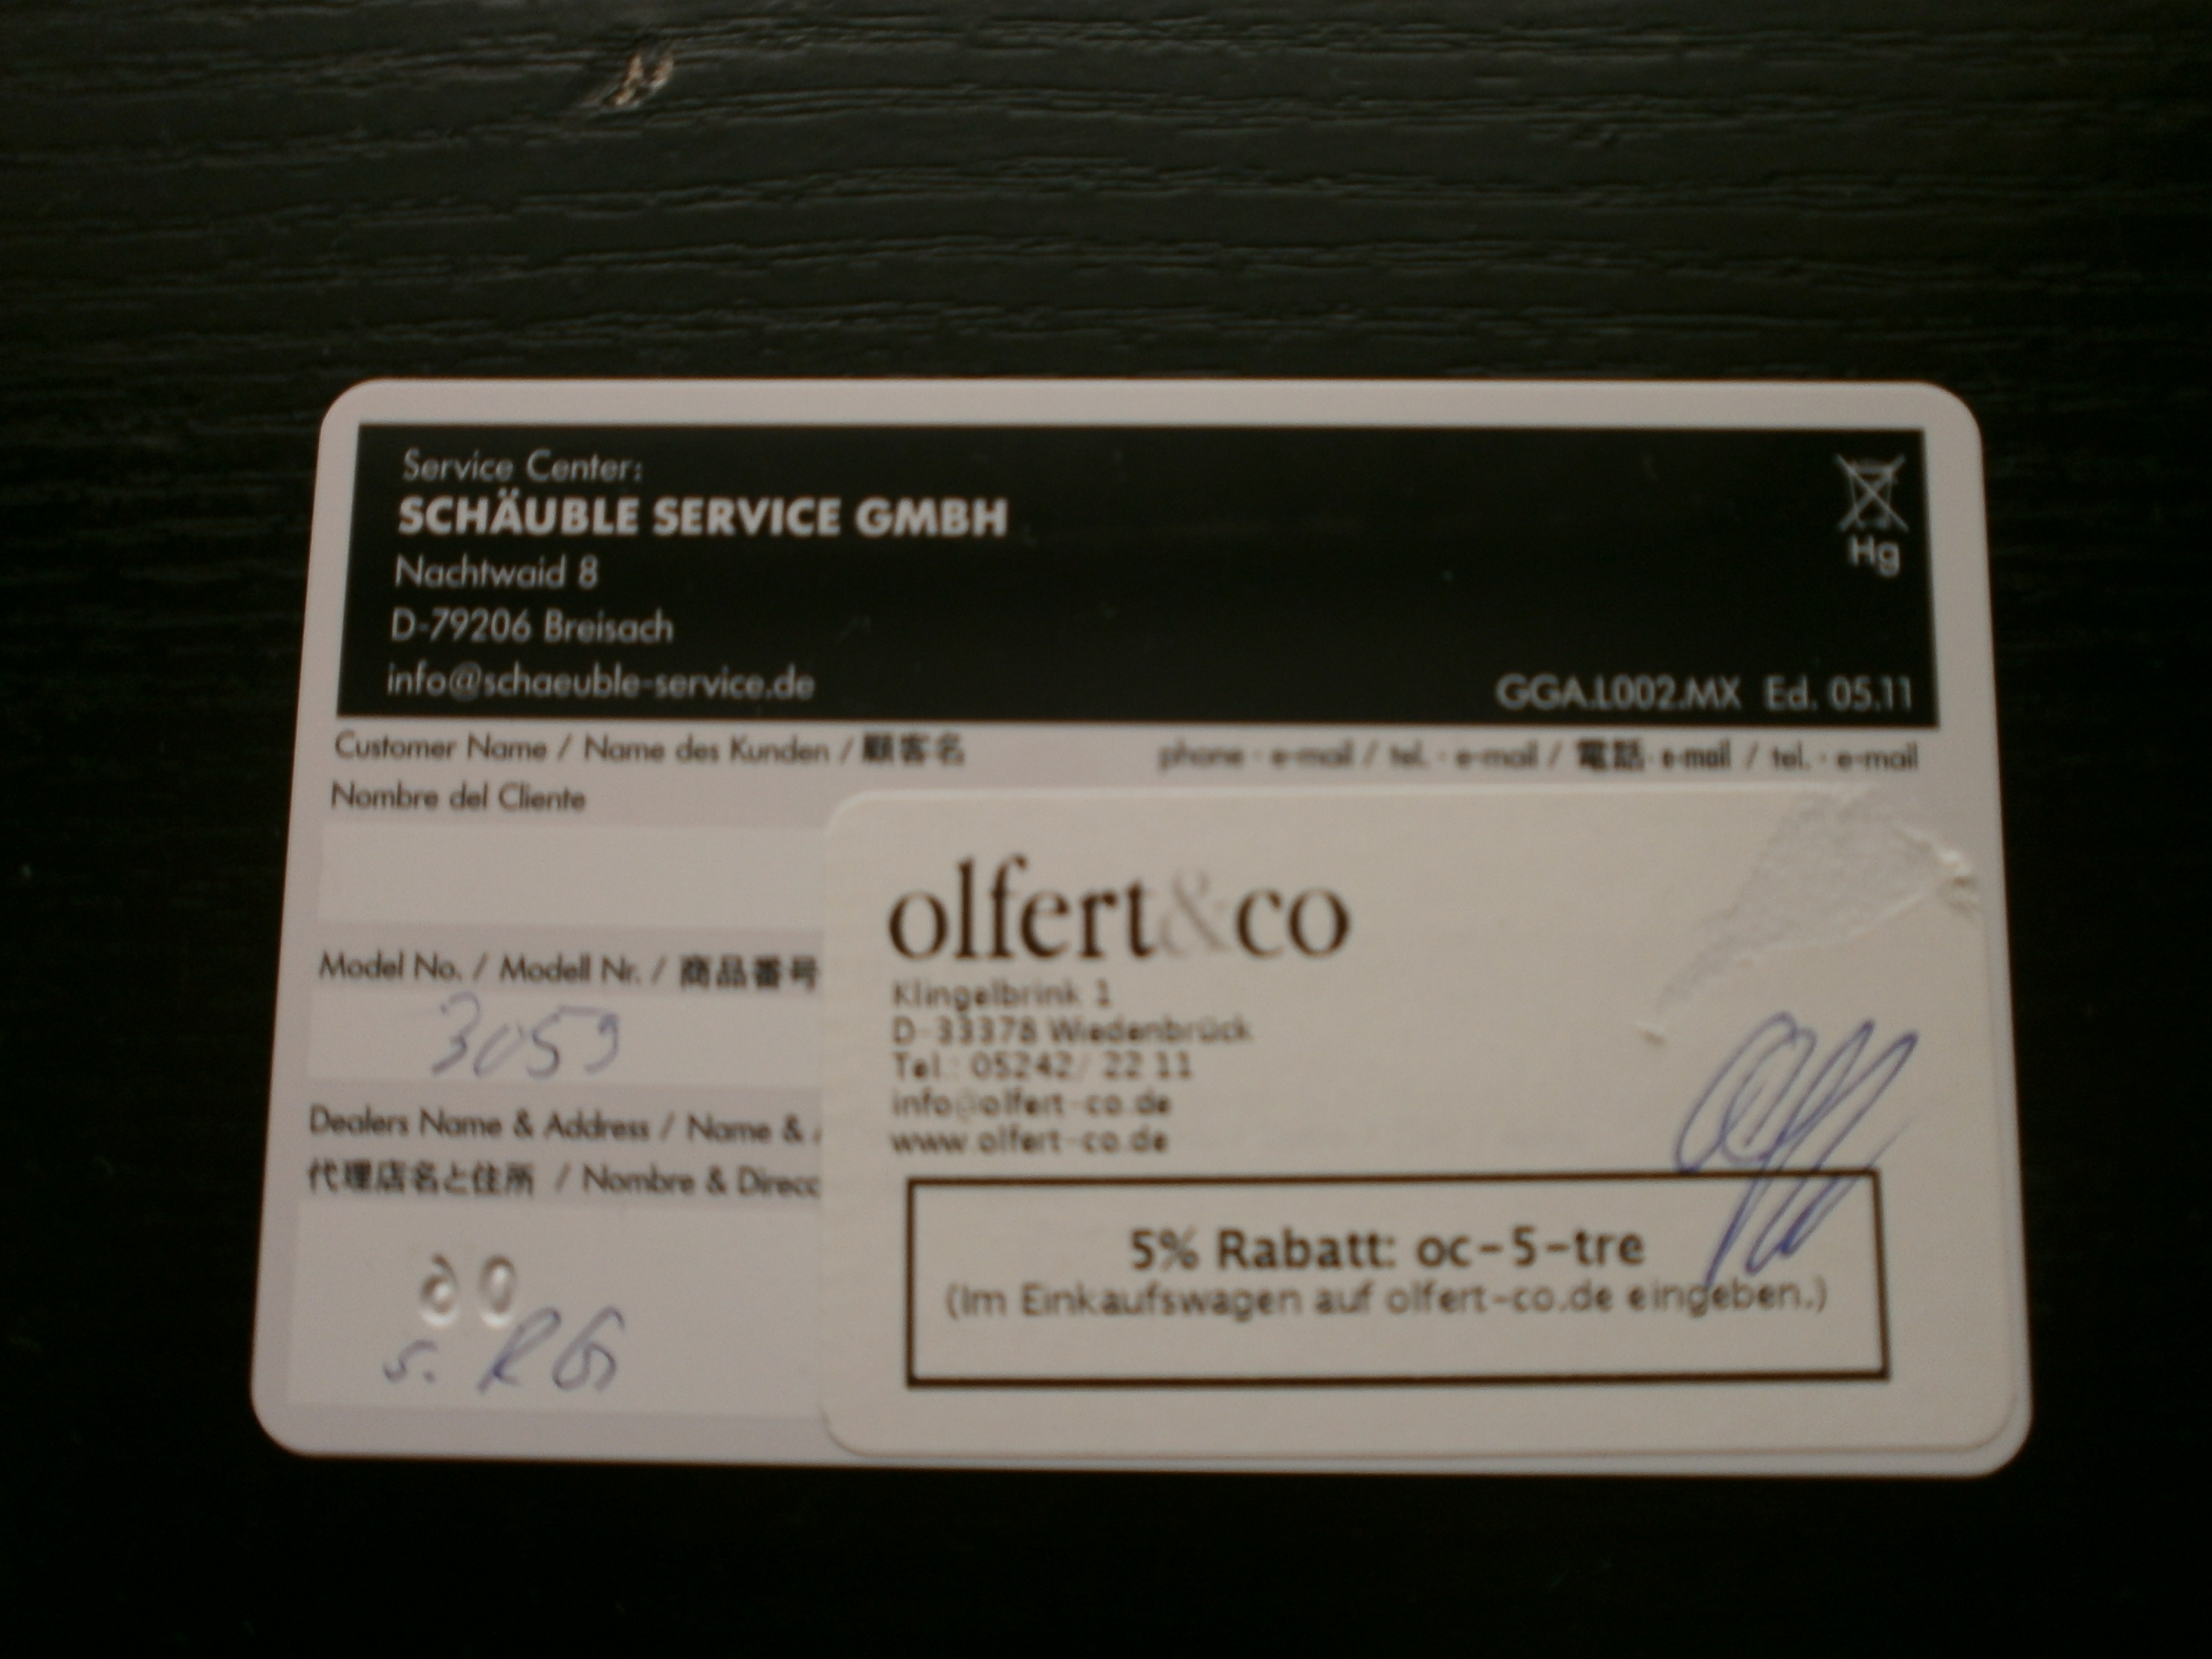 Service Center:
SCHÄUBLE SERVICE GMBH
Nachtwaid 8
D-79206 Breisach
info@schaeuble-service.de
Hg
GGA.L002.MX Ed. 05.11
Customer Name / Name des Kunden / 顧客名
Nombre del Cliente
phone · e-mail / tel. · e-mail / 電話· e-mail / tel. · e-mail
Model No. / Modell Nr. / 商品番号
3059
Dealers Name & Address / Name &
代理店名と住所 / Nombre & Direcc
s. RG
olfert&co
Klingelbrink 1
D-33378 Wiedenbrück
Tel.: 05242/ 22 11
info@olfert-co.de
www.olfert-co.de
5% Rabatt: oc-5-tre
(Im Einkaufswagen auf olfert-co.de eingeben.)